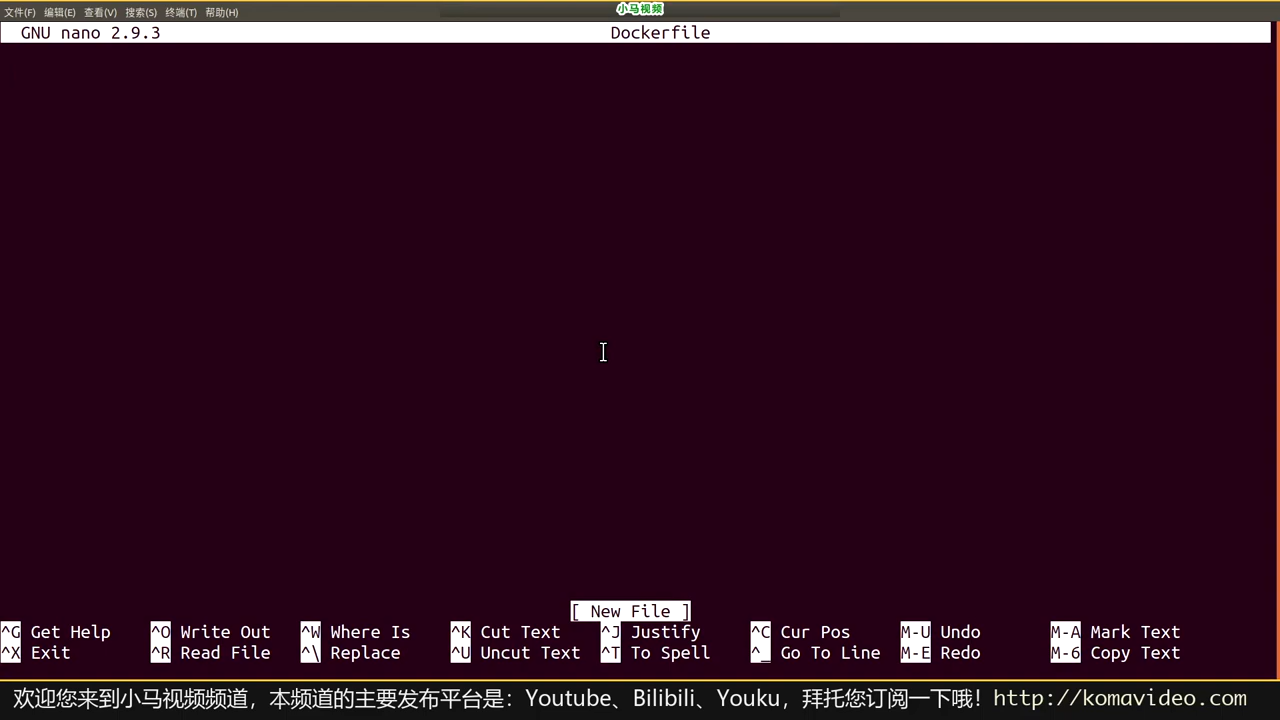 小马视频
文件(F) 编辑(E) 查看(V) 搜索(S) 终端(T) 帮助(H)
GNU nano 2.9.3 Dockerfile
[ New File ]
^G Get Help ^O Write Out ^W Where Is ^K Cut Text ^J Justify ^C Cur Pos M-U Undo M-A Mark Text
^X Exit ^R Read File ^\ Replace ^U Uncut Text ^T To Spell ^_ Go To Line M-E Redo M-6 Copy Text
欢迎您来到小马视频频道，本频道的主要发布平台是：Youtube、Bilibili、Youku，拜托您订阅一下哦！http://komavideo.com